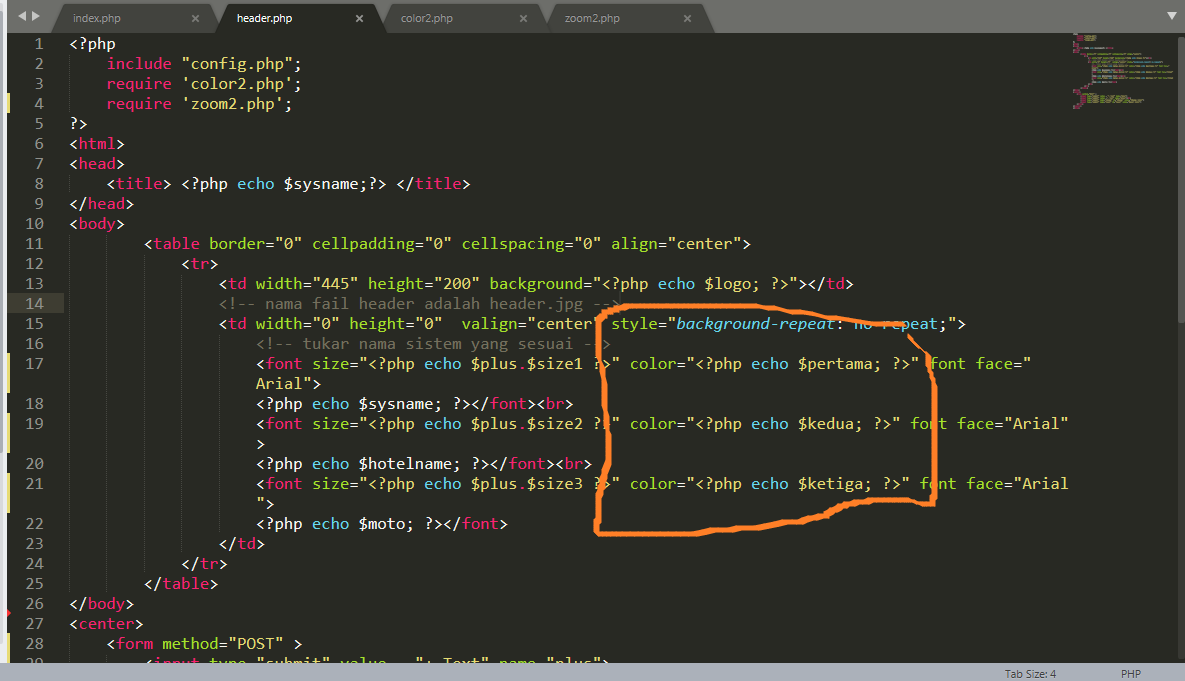 index.php × header.php × color2.php × zoom2.php ×
1 <?php
2 include "config.php";
3 require 'color2.php';
4 require 'zoom2.php';
5 ?>
6 <html>
7 <head>
8 <title> <?php echo $sysname;?> </title>
9 </head>
10 <body>
11 <table border="0" cellpadding="0" cellspacing="0" align="center">
12 <tr>
13 <td width="445" height="200" background="<?php echo $logo; ?>"></td>
14 <!-- nama fail header adalah header.jpg -->
15 <td width="0" height="0"  valign="center" style="background-repeat: no-repeat;">
16 <!-- tukar nama sistem yang sesuai -->
17 <font size="<?php echo $plus.$size1 ?>" color="<?php echo $pertama; ?>" font face="
Arial">
18 <?php echo $sysname; ?></font><br>
19 <font size="<?php echo $plus.$size2 ?>" color="<?php echo $kedua; ?>" font face="Arial"
>
20 <?php echo $hotelname; ?></font><br>
21 <font size="<?php echo $plus.$size3 ?>" color="<?php echo $ketiga; ?>" font face="Arial
">
22 <?php echo $moto; ?></font>
23 </td>
24 </tr>
25 </table>
26 </body>
27 <center>
28 <form method="POST" >
29 <input type="submit" value = "+ Text" name="plus">
Tab Size: 4 PHP